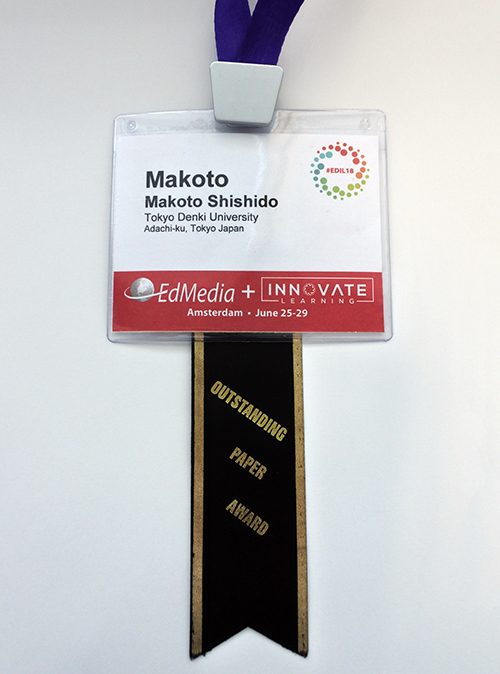 #EDIL18
Makoto
Makoto Shishido
Tokyo Denki University
Adachi-ku, Tokyo Japan
EdMedia + INNOVATE
LEARNING
Amsterdam • June 25-29
OUTSTANDING
PAPER
AWARD